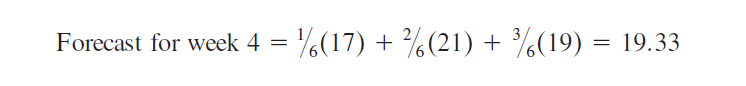 Forecast for week 4 = 1/6(17) + 2/6(21) + 3/6(19) = 19.33